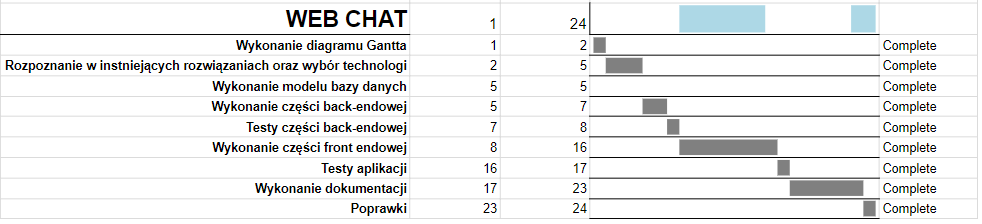 WEB CHAT 1 24
Wykonanie diagramu Gantta 1 2 Complete
Rozpoznanie w instniejących rozwiązaniach oraz wybór technologi 2 5 Complete
Wykonanie modelu bazy danych 5 5 Complete
Wykonanie części back-endowej 5 7 Complete
Testy części back-endowej 7 8 Complete
Wykonanie części front endowej 8 16 Complete
Testy aplikacji 16 17 Complete
Wykonanie dokumentacji 17 23 Complete
Poprawki 23 24 Complete